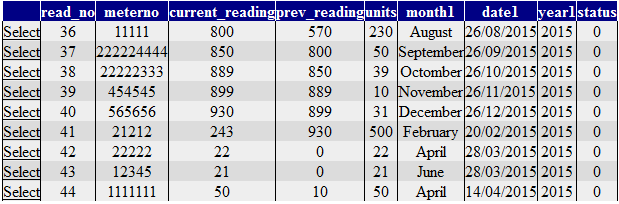 read_no meterno current_reading prev_reading units month1 date1 year1 status
Select 36 11111 800 570 230 August 26/08/2015 2015 0
Select 37 222224444 850 800 50 September 26/09/2015 2015 0
Select 38 22222333 889 850 39 Octomber 26/10/2015 2015 0
Select 39 454545 899 889 10 November 26/11/2015 2015 0
Select 40 565656 930 899 31 December 26/12/2015 2015 0
Select 41 21212 243 930 500 February 20/02/2015 2015 0
Select 42 22222 22 0 22 April 28/03/2015 2015 0
Select 43 12345 21 0 21 June 28/03/2015 2015 0
Select 44 1111111 50 10 50 April 14/04/2015 2015 0